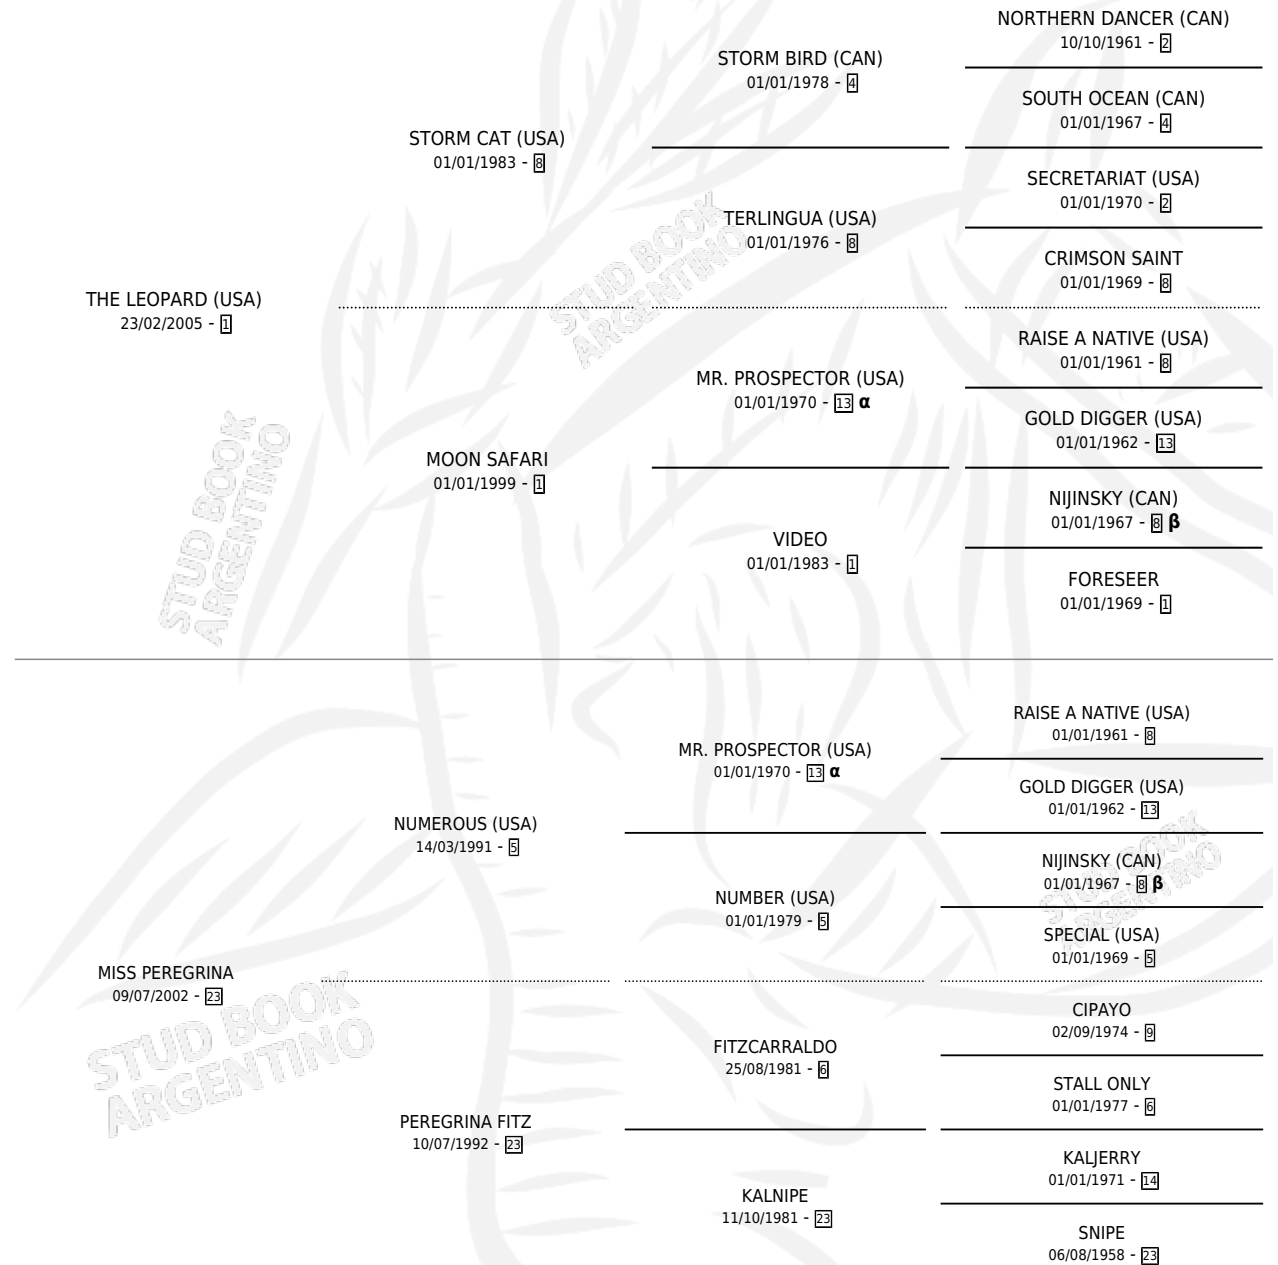 NORTHERN DANCER (CAN)
10/10/1961 - 2
STORM BIRD (CAN)
01/01/1978 - 4
SOUTH OCEAN (CAN)
01/01/1967 - 4
STORM CAT (USA)
01/01/1983 - 8
SECRETARIAT (USA)
01/01/1970 - 2
TERLINGUA (USA)
01/01/1976 - 8
CRIMSON SAINT
01/01/1969 - 8
THE LEOPARD (USA)
23/02/2005 - 1
STUD BOOK
ARGENTINO
RAISE A NATIVE (USA)
01/01/1961 - 8
MR. PROSPECTOR (USA)
01/01/1970 - 13 α
GOLD DIGGER (USA)
01/01/1962 - 13
MOON SAFARI
01/01/1999 - 1
NIJINSKY (CAN)
01/01/1967 - 8 β
VIDEO
01/01/1983 - 1
FORESEER
01/01/1969 - 1
STUD BOOK
ARGENTINO
RAISE A NATIVE (USA)
01/01/1961 - 8
MR. PROSPECTOR (USA)
01/01/1970 - 13 α
GOLD DIGGER (USA)
01/01/1962 - 13
NUMEROUS (USA)
14/03/1991 - 5
NIJINSKY (CAN)
01/01/1967 - 8 β
NUMBER (USA)
01/01/1979 - 5
SPECIAL (USA)
01/01/1969 - 5
STUD BOOK
ARGENTINO
MISS PEREGRINA
09/07/2002 - 23
CIPAYO
02/09/1974 - 9
FITZCARRALDO
25/08/1981 - 6
STALL ONLY
01/01/1977 - 6
STUD BOOK
ARGENTINO
PEREGRINA FITZ
10/07/1992 - 23
KALJERRY
01/01/1971 - 14
KALNIPE
11/10/1981 - 23
SNIPE
06/08/1958 - 23